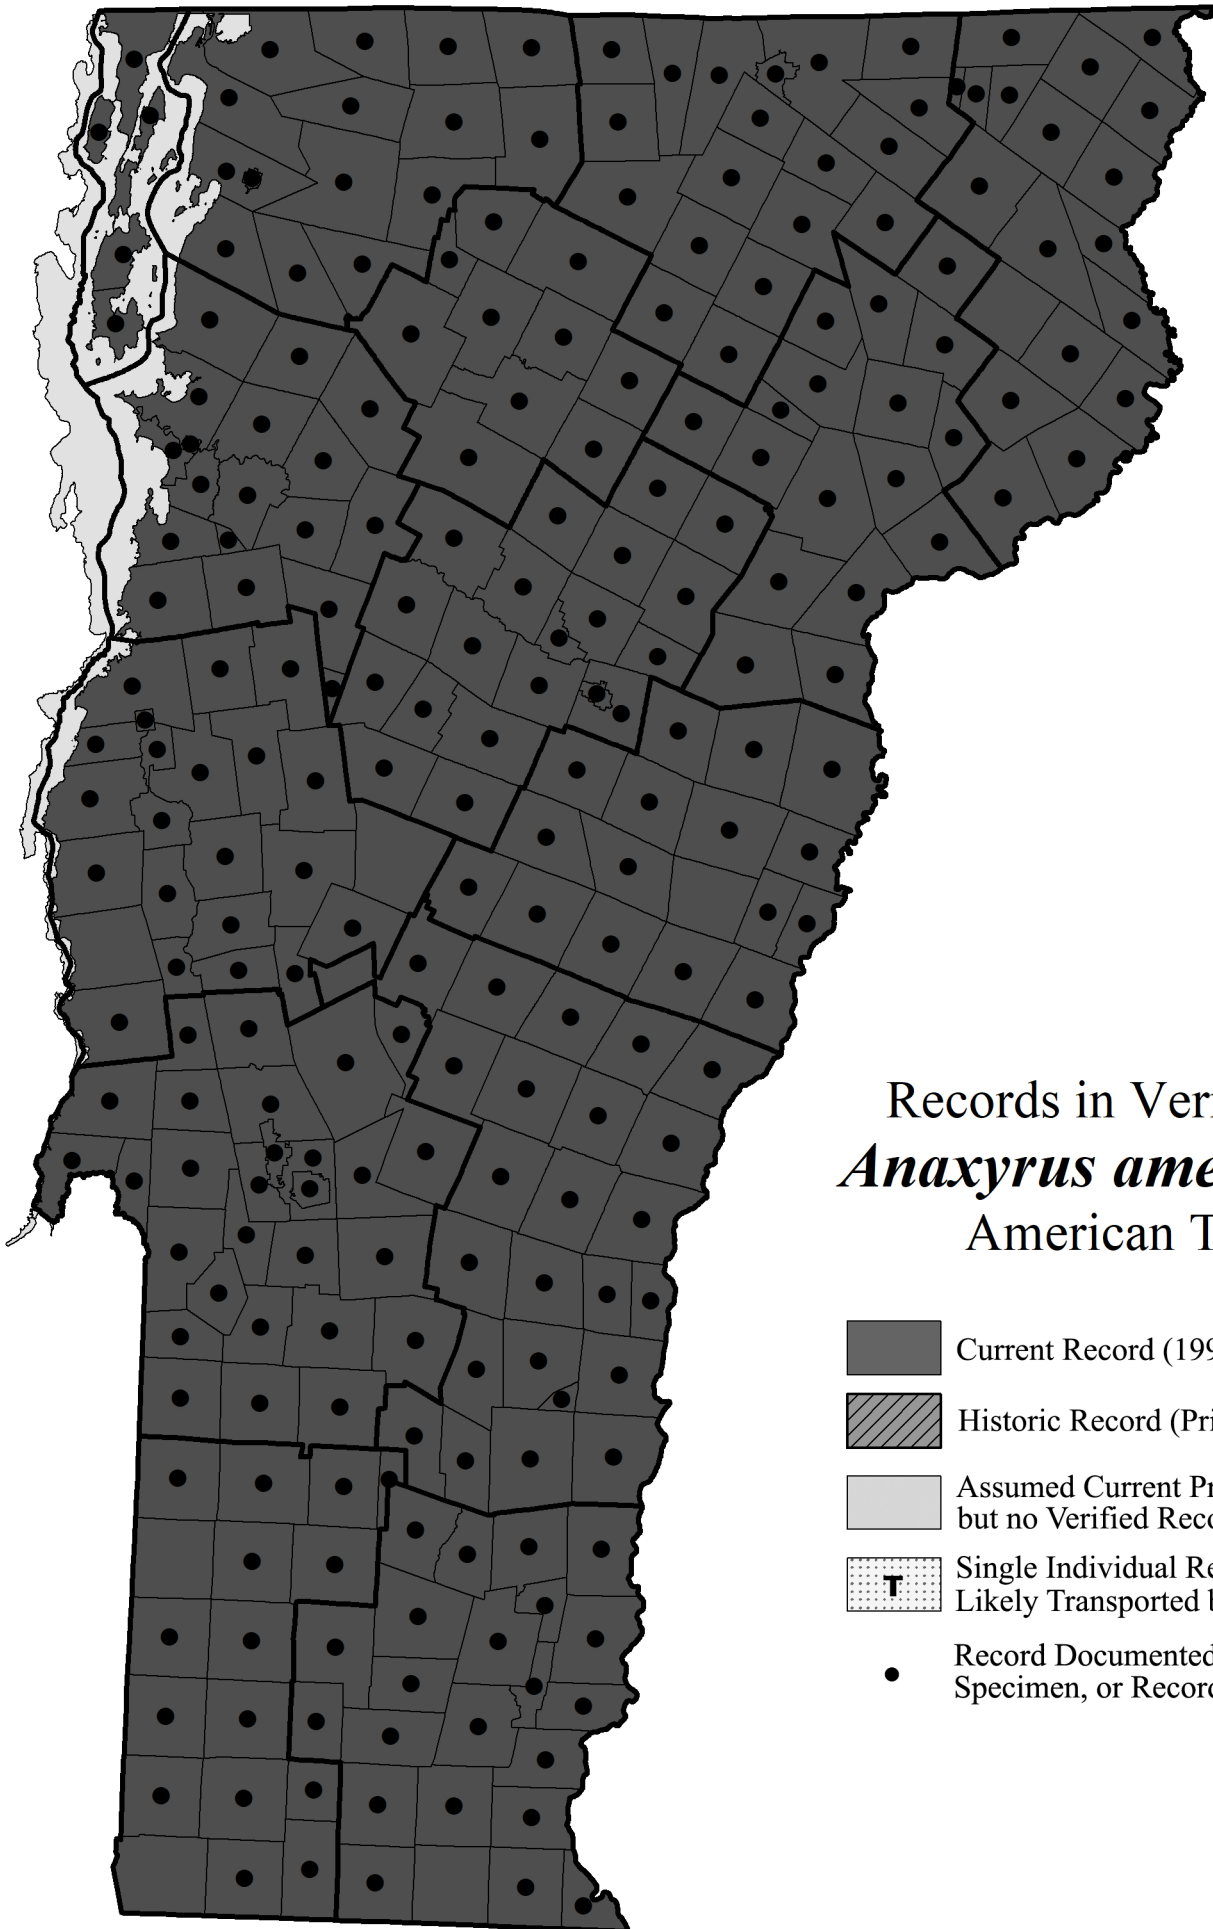 Records in Ver
Anaxyrus ame
American T
Current Record (199
Historic Record (Pri
Assumed Current Pr
but no Verified Reco
T
Single Individual Re
Likely Transported b
Record Documented
Specimen, or Record